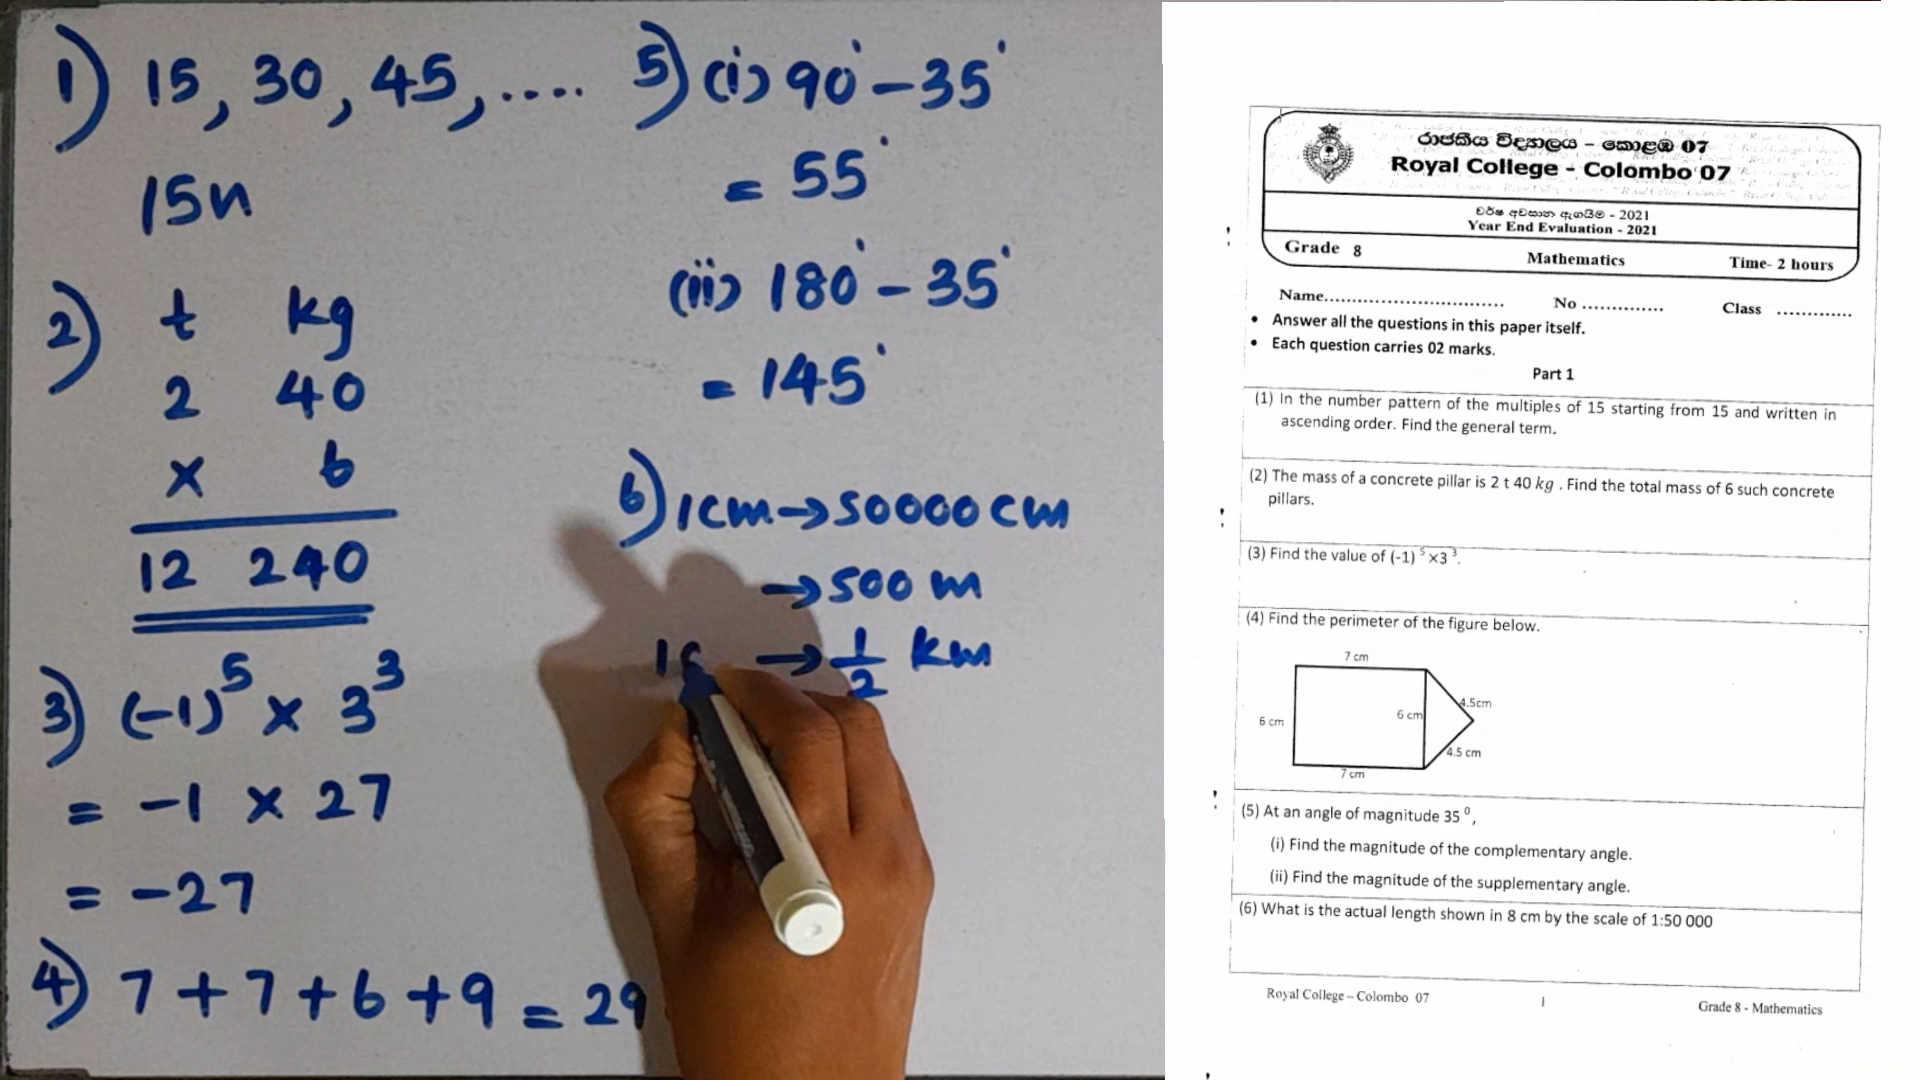 1) 15, 30, 45, ....
15n
2) t kg
2 40
x 6
12 240
3) (-1)⁵ x 3³
= -1 x 27
= -27
4) 7+7+6+9 = 29
5) (i) 90° - 35°
= 55°
(ii) 180° - 35°
= 145°
6) 1cm → 50000 cm
→ 500 m
→ 1/2 km
රාජකීය විද්‍යාලය - කොළඹ 07
Royal College - Colombo 07
වර්ෂ අවසාන ඇගයීම - 2021
Year End Evaluation - 2021
Grade 8 Mathematics Time- 2 hours
Name.............................. No .............. Class .............
• Answer all the questions in this paper itself.
• Each question carries 02 marks.
Part 1
(1) In the number pattern of the multiples of 15 starting from 15 and written in
ascending order. Find the general term.
(2) The mass of a concrete pillar is 2 t 40 kg . Find the total mass of 6 such concrete
pillars.
(3) Find the value of (-1) ⁵ ×3 ³.
(4) Find the perimeter of the figure below.
7 cm
4.5cm
6 cm 6 cm
4.5 cm
7 cm
(5) At an angle of magnitude 35 ⁰,
(i) Find the magnitude of the complementary angle.
(ii) Find the magnitude of the supplementary angle.
(6) What is the actual length shown in 8 cm by the scale of 1:50 000
Royal College – Colombo 07 1 Grade 8 - Mathematics